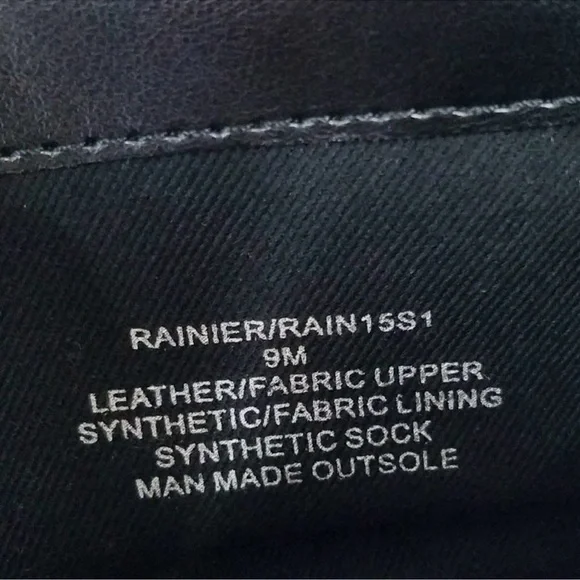 RAINIER/RAIN15S1
9M
LEATHER/FABRIC UPPER
SYNTHETIC/FABRIC LINING
SYNTHETIC SOCK
MAN MADE OUTSOLE